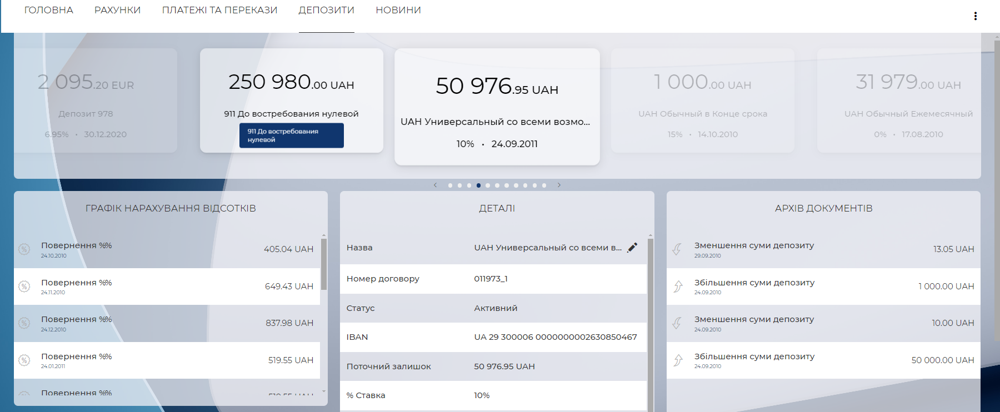 ГОЛОВНА РАХУНКИ ПЛАТЕЖІ ТА ПЕРЕКАЗИ ДЕПОЗИТИ НОВИНИ
2 095.20 EUR
Депозит 978
6.95% • 30.12.2020
250 980.00 UAH
911 До востребования нулевой
911 До востребования
нулевой
50 976.95 UAH
UAH Универсальный со всеми возмо...
10% • 24.09.2011
1 000.00 UAH
UAH Обычный в Конце срока
15% • 14.10.2010
31 979.00 UAH
UAH Обычный Ежемесячный
0% • 17.08.2010
ГРАФІК НАРАХУВАННЯ ВІДСОТКІВ
Повернення %% 405.04 UAH
24.10.2010
Повернення %% 649.43 UAH
24.11.2010
Повернення %% 837.98 UAH
24.12.2010
Повернення %% 519.55 UAH
24.01.2011
Повернення %% 519.55 UAH
ДЕТАЛІ
Назва UAH Универсальный со всеми в...
Номер договору 011973_1
Статус Активний
IBAN UA 29 300006 0000000002630850467
Поточний залишок 50 976.95 UAH
% Ставка 10%
АРХІВ ДОКУМЕНТІВ
Зменшення суми депозиту 13.05 UAH
29.09.2010
Збільшення суми депозиту 1 000.00 UAH
24.09.2010
Зменшення суми депозиту 10.00 UAH
24.09.2010
Збільшення суми депозиту 50 000.00 UAH
24.09.2010